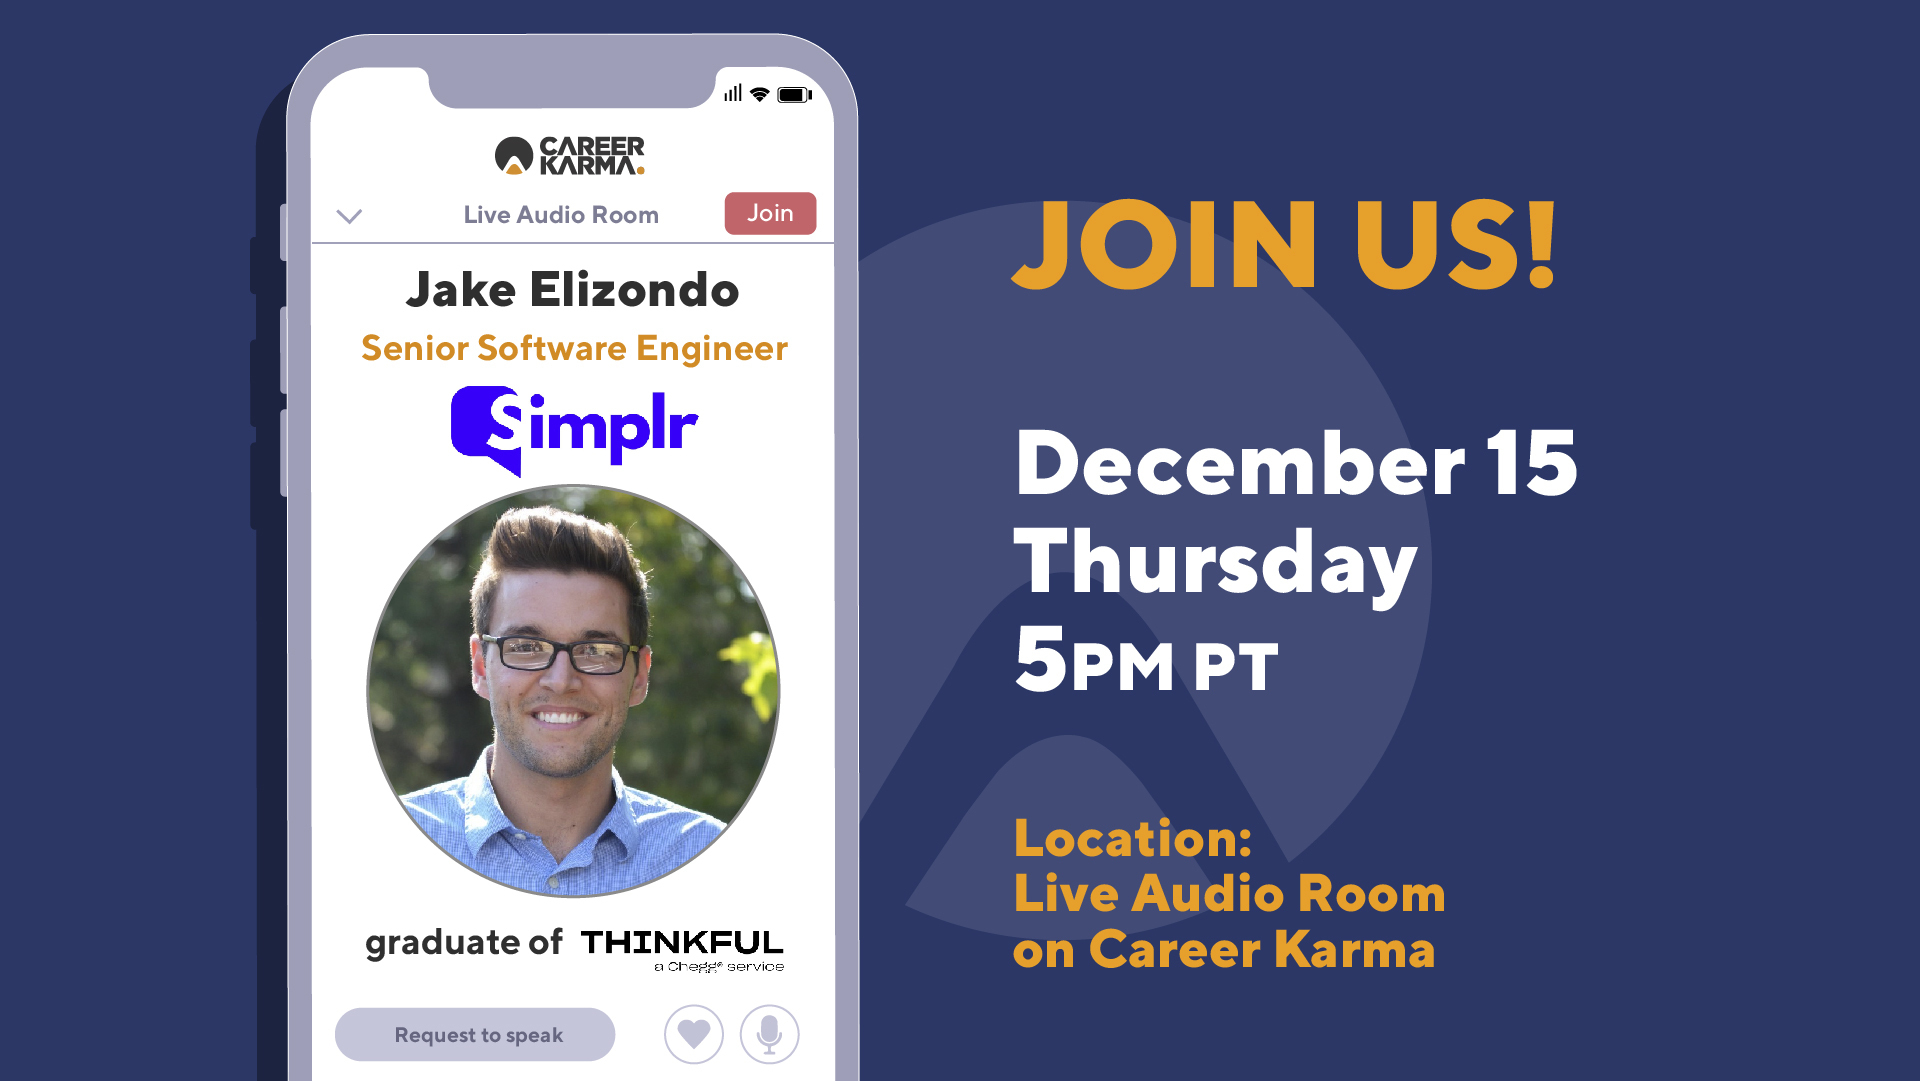 CAREER
KARMA.
Live Audio Room
Join
Jake Elizondo
Senior Software Engineer
Simplr
graduate of THINKFUL
a Chegg® service
Request to speak
JOIN US!
December 15
Thursday
5PM PT
Location:
Live Audio Room
on Career Karma